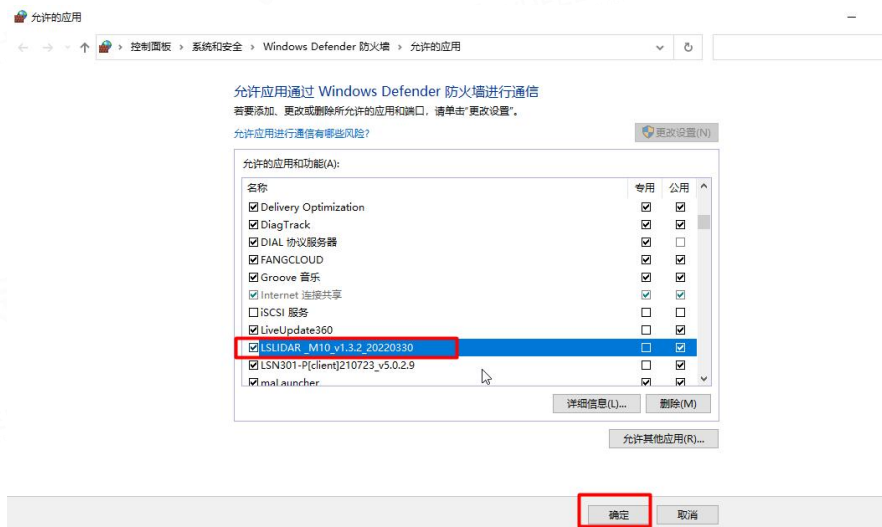 允许的应用
控制面板 › 系统和安全 › Windows Defender 防火墙 › 允许的应用
允许应用通过 Windows Defender 防火墙进行通信
若要添加、更改或删除所允许的应用和端口，请单击"更改设置"。
允许应用进行通信有哪些风险?
更改设置(N)
允许的应用和功能(A):
名称 专用 公用
Delivery Optimization
DiagTrack
DIAL 协议服务器
FANGCLOUD
Groove 音乐
Internet 连接共享
iSCSI 服务
LiveUpdate360
LSLIDAR _M10_v1.3.2_20220330
LSN301-P[client]210723_v5.0.2.9
maLauncher
详细信息(L)... 删除(M)
允许其他应用(R)...
确定 取消